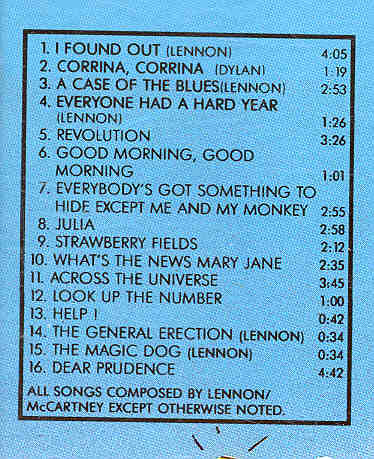 1. I FOUND OUT (LENNON) 4:05
2. CORRINA, CORRINA (DYLAN) 1:19
3. A CASE OF THE BLUES(LENNON) 2:53
4. EVERYONE HAD A HARD YEAR
(LENNON) 1:26
5. REVOLUTION 3:26
6. GOOD MORNING, GOOD
MORNING 1:01
7. EVERYBODY'S GOT SOMETHING TO
HIDE EXCEPT ME AND MY MONKEY 2:55
8. JULIA 2:58
9. STRAWBERRY FIELDS 2:12
10. WHAT'S THE NEWS MARY JANE 2:35
11. ACROSS THE UNIVERSE 3:45
12. LOOK UP THE NUMBER 1:00
13. HELP ! 0:42
14. THE GENERAL ERECTION (LENNON) 0:34
15. THE MAGIC DOG (LENNON) 0:34
16. DEAR PRUDENCE 4:42
ALL SONGS COMPOSED BY LENNON/
McCARTNEY EXCEPT OTHERWISE NOTED.